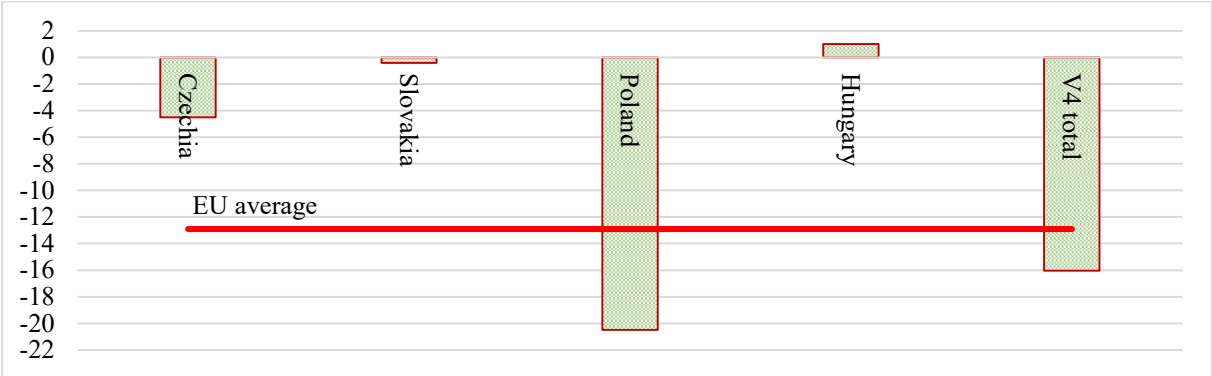 2
0
-2
-4
-6
-8
-10
-12
-14
-16
-18
-20
-22
Czechia
Slovakia
Poland
Hungary
V4 total
EU average